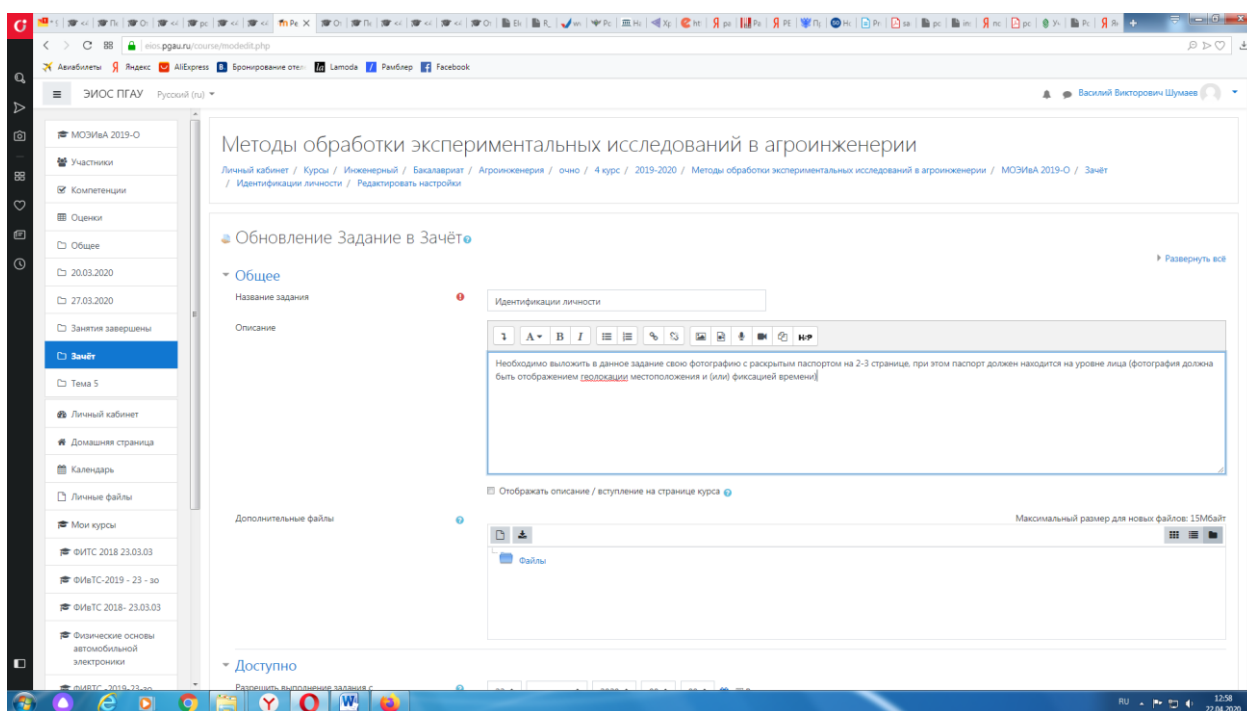 eios.pgau.ru/course/modedit.php
Авиабилеты Яндекс AliExpress Бронирование отел Lamoda Рамблер Facebook
ЭИОС ПГАУ Русский (ru)
Василий Викторович Шумаев
МОЭИвА 2019-О
Участники
Компетенции
Оценки
Общее
20.03.2020
27.03.2020
Занятия завершены
Зачёт
Тема 5
Личный кабинет
Домашняя страница
Календарь
Личные файлы
Мои курсы
ФИТС 2018 23.03.03
ФИвТС-2019 - 23 - зо
ФИвТС 2018- 23.03.03
Физические основы
автомобильной
электроники
ФИВТС -2019-23-зо
Методы обработки экспериментальных исследований в агроинженерии
Личный кабинет / Курсы / Инженерный / Бакалавриат / Агроинженерия / очно / 4 курс / 2019-2020 / Методы обработки экспериментальных исследований в агроинженерии / МОЭИвА 2019-О / Зачёт
/ Идентификации личности / Редактировать настройки
Обновление Задание в Зачёт
Развернуть всё
Общее
Название задания
Идентификации личности
Описание
Необходимо выложить в данное задание свою фотографию с раскрытым паспортом на 2-3 странице, при этом паспорт должен находится на уровне лица (фотография должна
быть отображением геолокации местоположения и (или) фиксацией времени)
Отображать описание / вступление на странице курса
Дополнительные файлы
Максимальный размер для новых файлов: 15Мбайт
Файлы
Доступно
Разрешить выполнение задания с
RU
12:58
22.04.2020